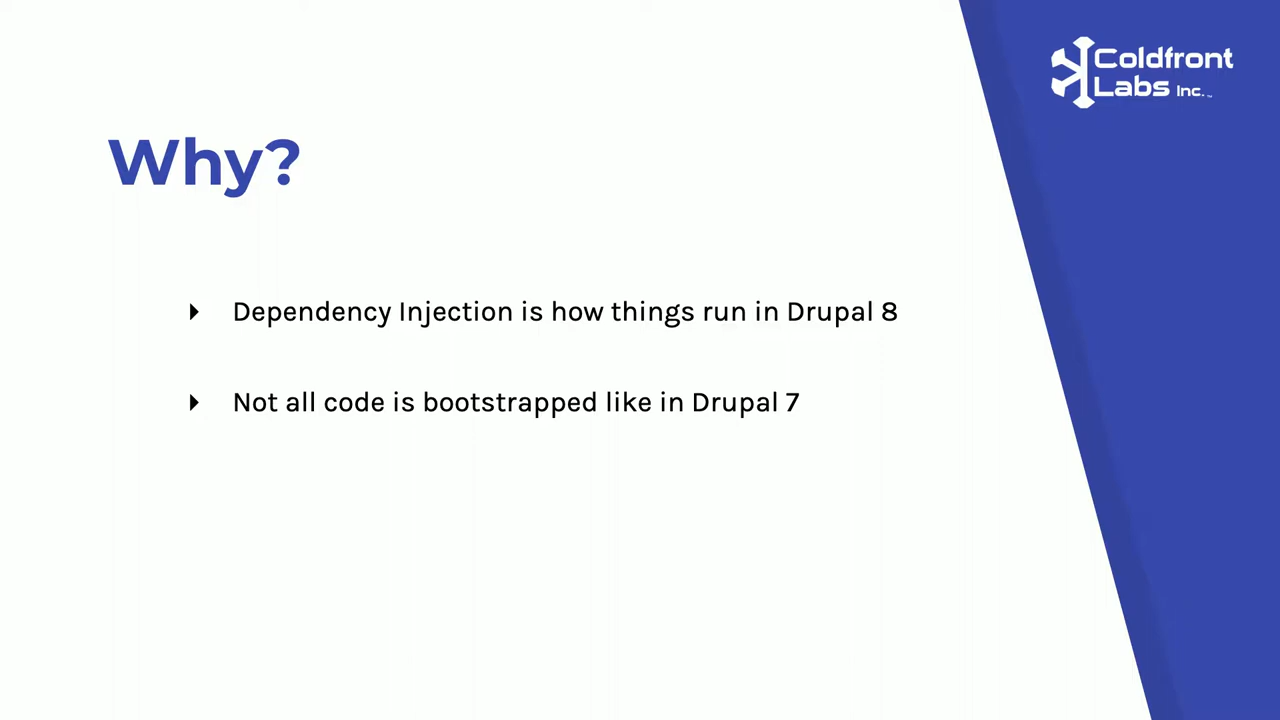 Coldfront
Labs Inc.™
Why?
Dependency Injection is how things run in Drupal 8
Not all code is bootstrapped like in Drupal 7